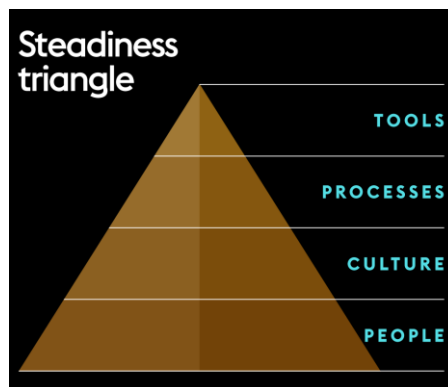 Steadiness
triangle
TOOLS
PROCESSES
CULTURE
PEOPLE